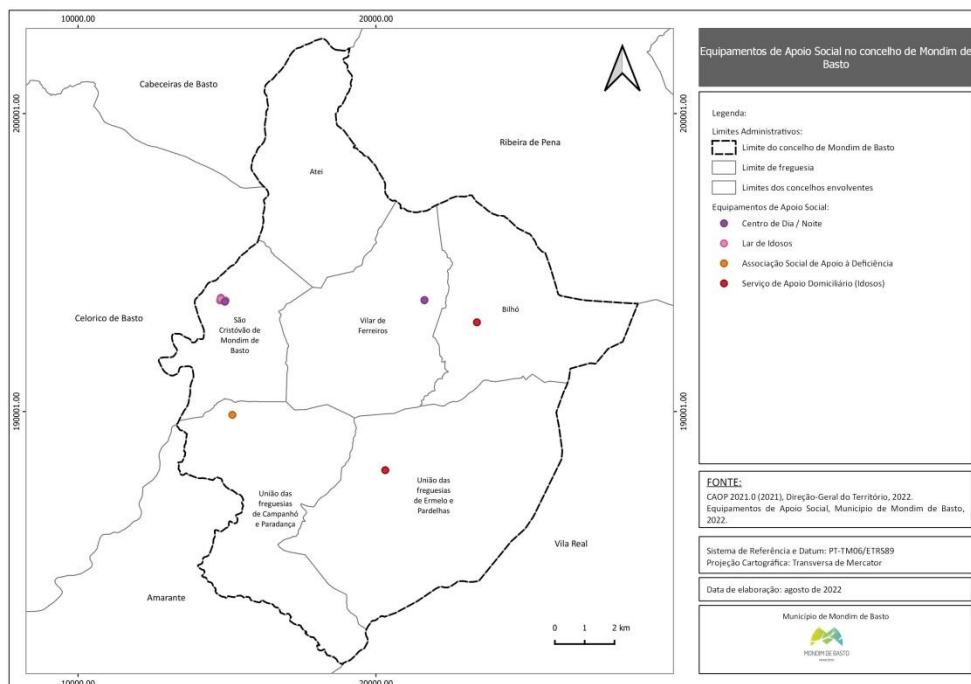 10000.00
20000.00
Equipamentos de Apoio Social no concelho de Mondim de
Basto
Cabeceiras de Basto
Ribeira de Pena
Atei
Celorico de Basto
São
Cristóvão de
Mondim de
Basto
Vilar de
Ferreiros
Bilhó
União das
freguesias
de Campanhó
e Paradança
União das
freguesias
de Ermelo e
Pardelhas
Vila Real
Amarante
0 1 2 km
200001.00
190001.00
200001.00
190001.00
10000.00
20000.00
Legenda:
Limites Administrativos:
Limite do concelho de Mondim de Basto
Limite de freguesia
Limites dos concelhos envolventes
Equipamentos de Apoio Social:
Centro de Dia / Noite
Lar de Idosos
Associação Social de Apoio à Deficiência
Serviço de Apoio Domiciliário (Idosos)
FONTE:
CAOP 2021.0 (2021), Direção-Geral do Território, 2022.
Equipamentos de Apoio Social, Município de Mondim de Basto,
2022.
Sistema de Referência e Datum: PT-TM06/ETRS89
Projeção Cartográfica: Transversa de Mercator
Data de elaboração: agosto de 2022
Município de Mondim de Basto
MONDIM DE BASTO